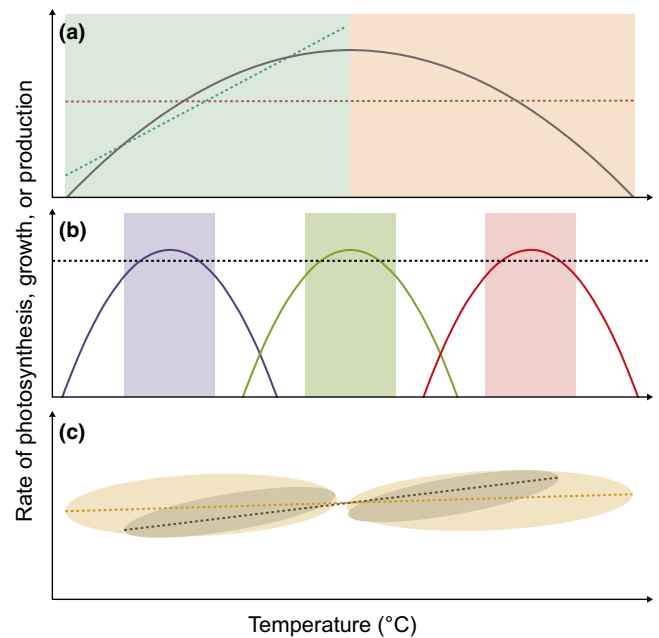 (a)
(b)
(c)
Rate of photosynthesis, growth, or production
Temperature (°C)